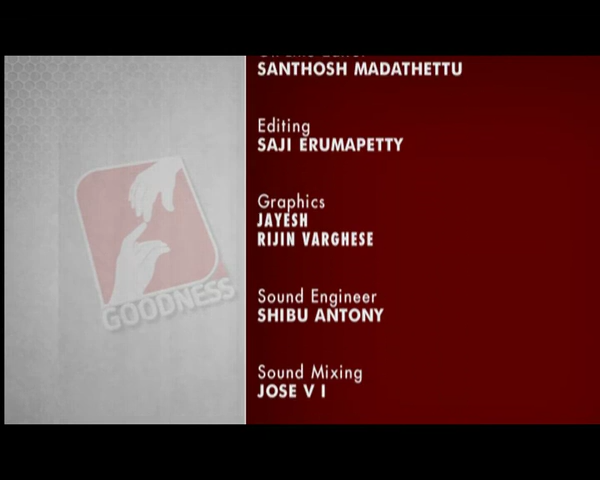 SANTHOSH MADATHETTU
Editing
SAJI ERUMAPETTY
Graphics
JAYESH
RIJIN VARGHESE
Sound Engineer
SHIBU ANTONY
Sound Mixing
JOSE V I
GOODNESS